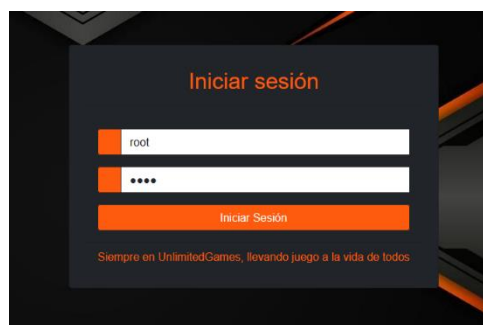 Iniciar sesión
root
••••
Iniciar Sesión
Siempre en UnlimitedGames, llevando juego a la vida de todos